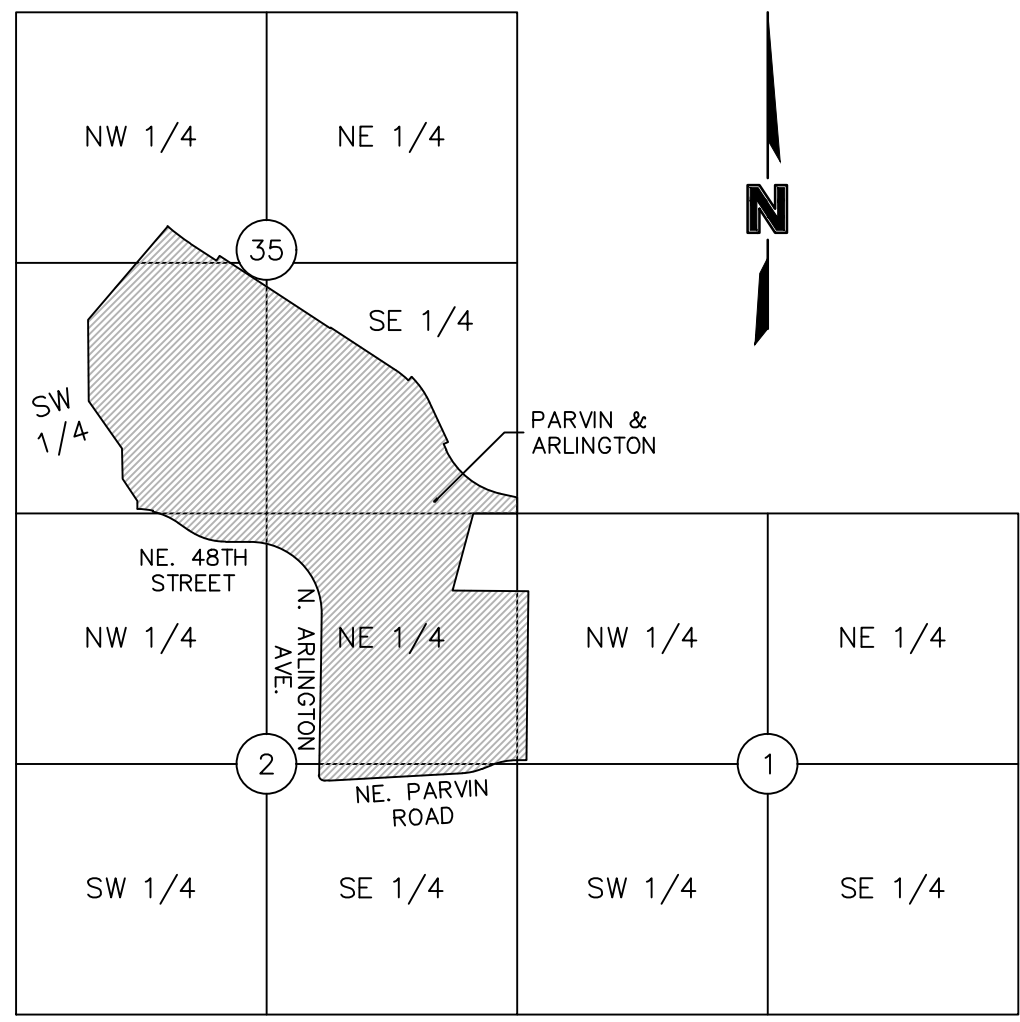 NW 1/4
NE 1/4
N
35
SE 1/4
SW
1/4
PARVIN &
ARLINGTON
NE. 48TH
STREET
N. ARLINGTON
AVE.
NW 1/4
NE 1/4
NW 1/4
NE 1/4
2
1
NE. PARVIN
ROAD
SW 1/4
SE 1/4
SW 1/4
SE 1/4